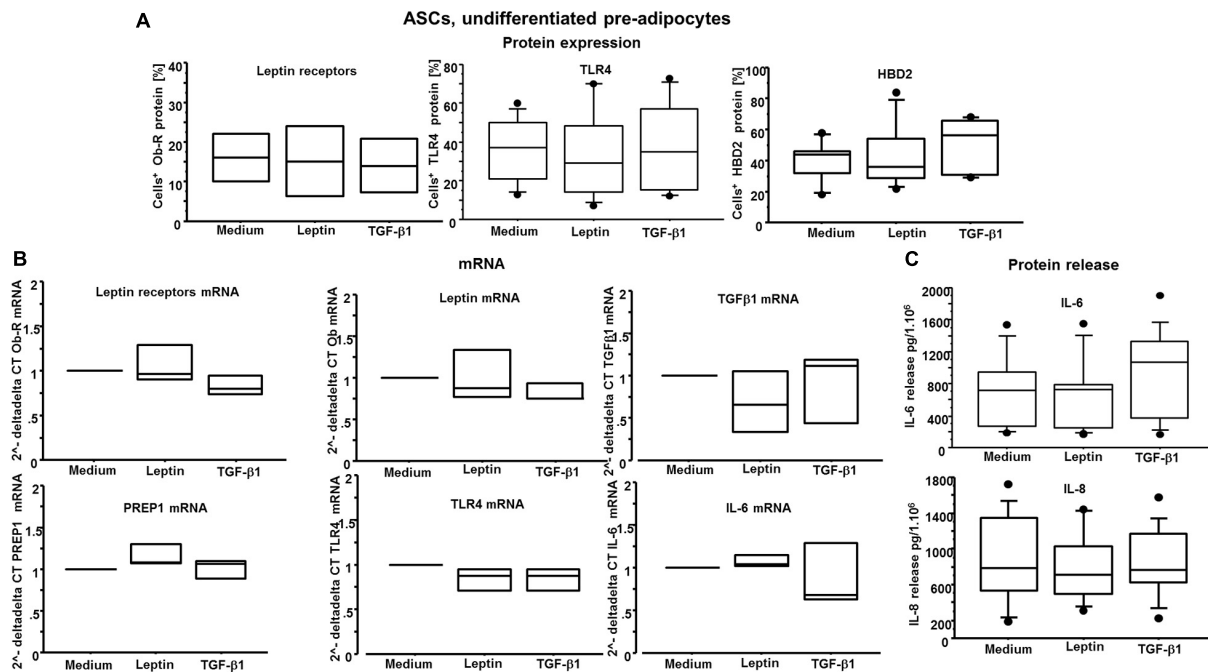 A
ASCs, undifferentiated pre-adipocytes
Protein expression
Cells⁺ Ob-R protein [%]
Leptin receptors
40
30
20
10
0
Medium Leptin TGF-β1
Cells⁺ TLR4 protein [%]
TLR4
80
60
40
20
0
Medium Leptin TGF-β1
Cells⁺ HBD2 protein [%]
HBD2
100
80
60
40
20
0
Medium Leptin TGF-β1
B
mRNA
2^- deltadelta CT Ob-R mRNA
Leptin receptors mRNA
2
1.5
1
.5
0
Medium Leptin TGF-β1
2^- deltadelta CT Ob mRNA
Leptin mRNA
2
1.5
1
.5
0
Medium Leptin TGF-β1
2^- deltadelta CT TGFβ1 mRNA
TGFβ1 mRNA
2
1.5
1
.5
0
Medium Leptin TGF-β1
2^- deltadelta CT PREP1 mRNA
PREP1 mRNA
2
1.5
1
.5
0
Medium Leptin TGF-β1
2^- deltadelta CT TLR4 mRNA
TLR4 mRNA
2
1.5
1
.5
0
Medium Leptin TGF-β1
2^- deltadelta CT IL-6 mRNA
IL-6 mRNA
2
1.5
1
.5
0
Medium Leptin TGF-β1
C
Protein release
IL-6 release pg/1.10⁶
IL-6
2000
1600
1200
800
400
0
Medium Leptin TGF-β1
IL-8 release pg/1.10⁶
IL-8
1800
1400
1000
800
600
200
0
Medium Leptin TGF-β1